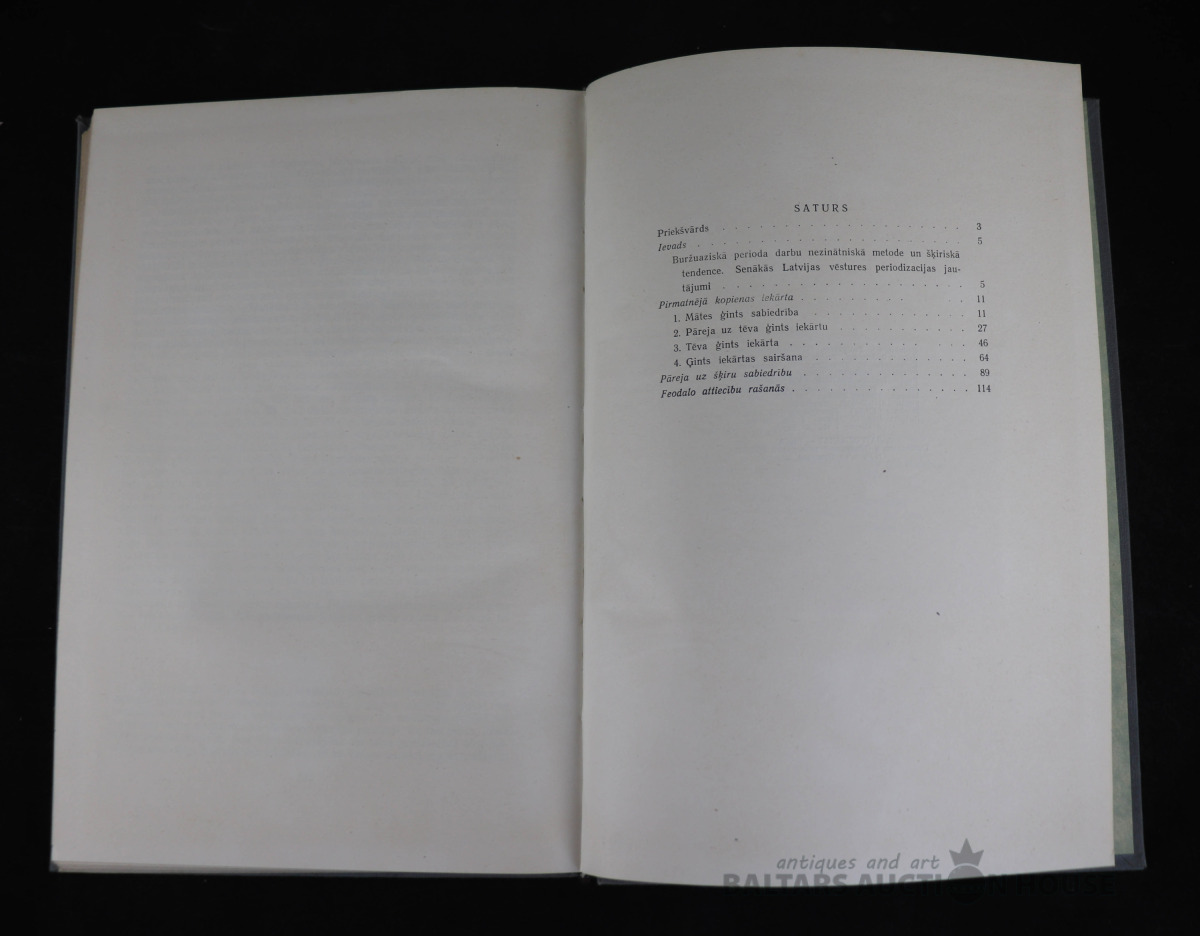 SATURS
Priekšvārds . . . . . . . . . . . . . . . . . . . 3
Ievads . . . . . . . . . . . . . . . . . . . . . 5
Buržuaziskā perioda darbu nezinātniskā metode un šķiriskā
tendence. Senākās Latvijas vēstures periodizacijas jau-
tājumi . . . . . . . . . . . . . . . . . . . 5
Pirmatnējā kopienas iekārta . . . . . . . . . . . 11
1. Mātes ģints sabiedrība . . . . . . . . . . . . 11
2. Pāreja uz tēva ģints iekārtu . . . . . . . . . . 27
3. Tēva ģints iekārta . . . . . . . . . . . . . 46
4. Ģints iekārtas sairšana . . . . . . . . . . . . 64
Pāreja uz šķiru sabiedrību . . . . . . . . . . . . 89
Feodalo attiecību rašanās . . . . . . . . . . . . . 114
antiques and art
BALTARS AUCTION HOUSE